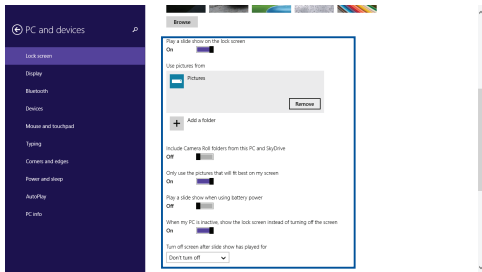 PC and devices
Lock screen
Display
Bluetooth
Devices
Mouse and touchpad
Typing
Corners and edges
Power and sleep
AutoPlay
PC info
Browse
Play a slide show on the lock screen
On
Use pictures from
Pictures
Remove
Add a folder
Include Camera Roll folders from this PC and SkyDrive
Off
Only use the pictures that will fit best on my screen
On
Play a slide show when using battery power
Off
When my PC is inactive, show the lock screen instead of turning off the screen
On
Turn off screen after slide show has played for
Don't turn off